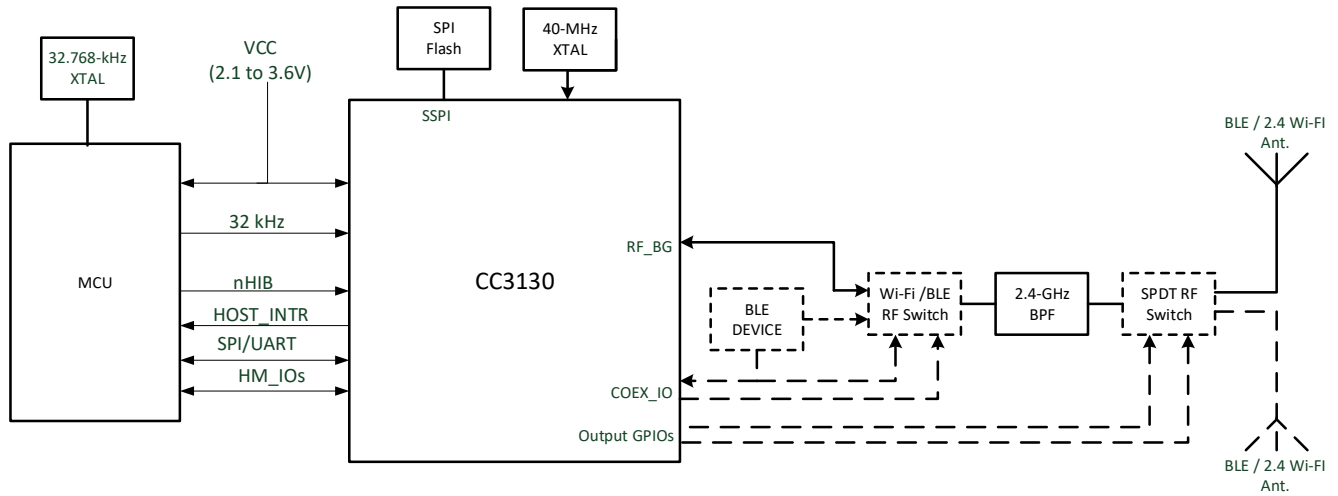 SPI
Flash
40-MHz
XTAL
32.768-kHz
XTAL
VCC
(2.1 to 3.6V)
SSPI
BLE / 2.4 Wi-FI
Ant.
32 kHz
RF_BG
MCU
CC3130
nHIB
HOST_INTR
SPI/UART
HM_IOs
BLE
DEVICE
Wi-Fi /BLE
RF Switch
2.4-GHz
BPF
SPDT RF
Switch
COEX_IO
Output GPIOs
BLE / 2.4 Wi-FI
Ant.